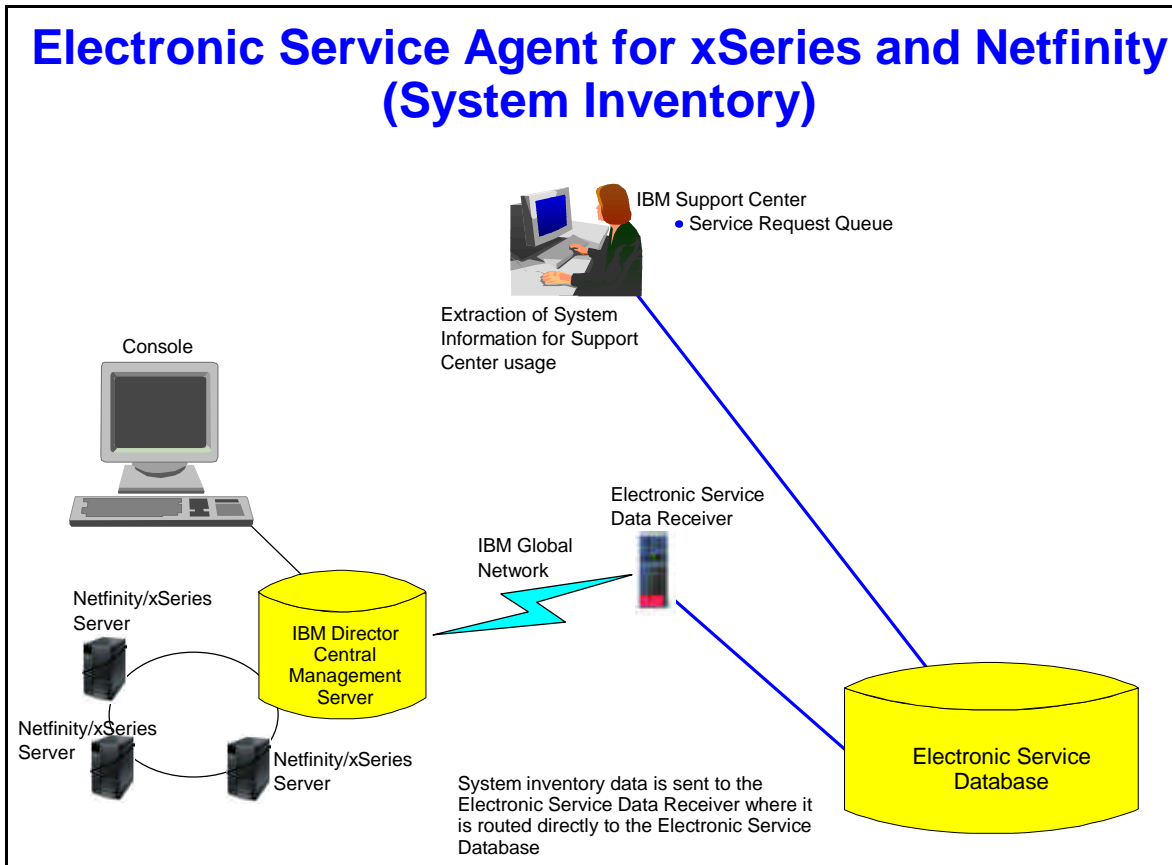 Electronic Service Agent for xSeries and Netfinity
(System Inventory)
IBM Support Center
• Service Request Queue
Extraction of System
Information for Support
Center usage
Console
Electronic Service
Data Receiver
IBM Global
Network
Netfinity/xSeries
Server
IBM Director
Central
Management
Server
Netfinity/xSeries
Server
Netfinity/xSeries
Server
Electronic Service
Database
System inventory data is sent to the
Electronic Service Data Receiver where it
is routed directly to the Electronic Service
Database